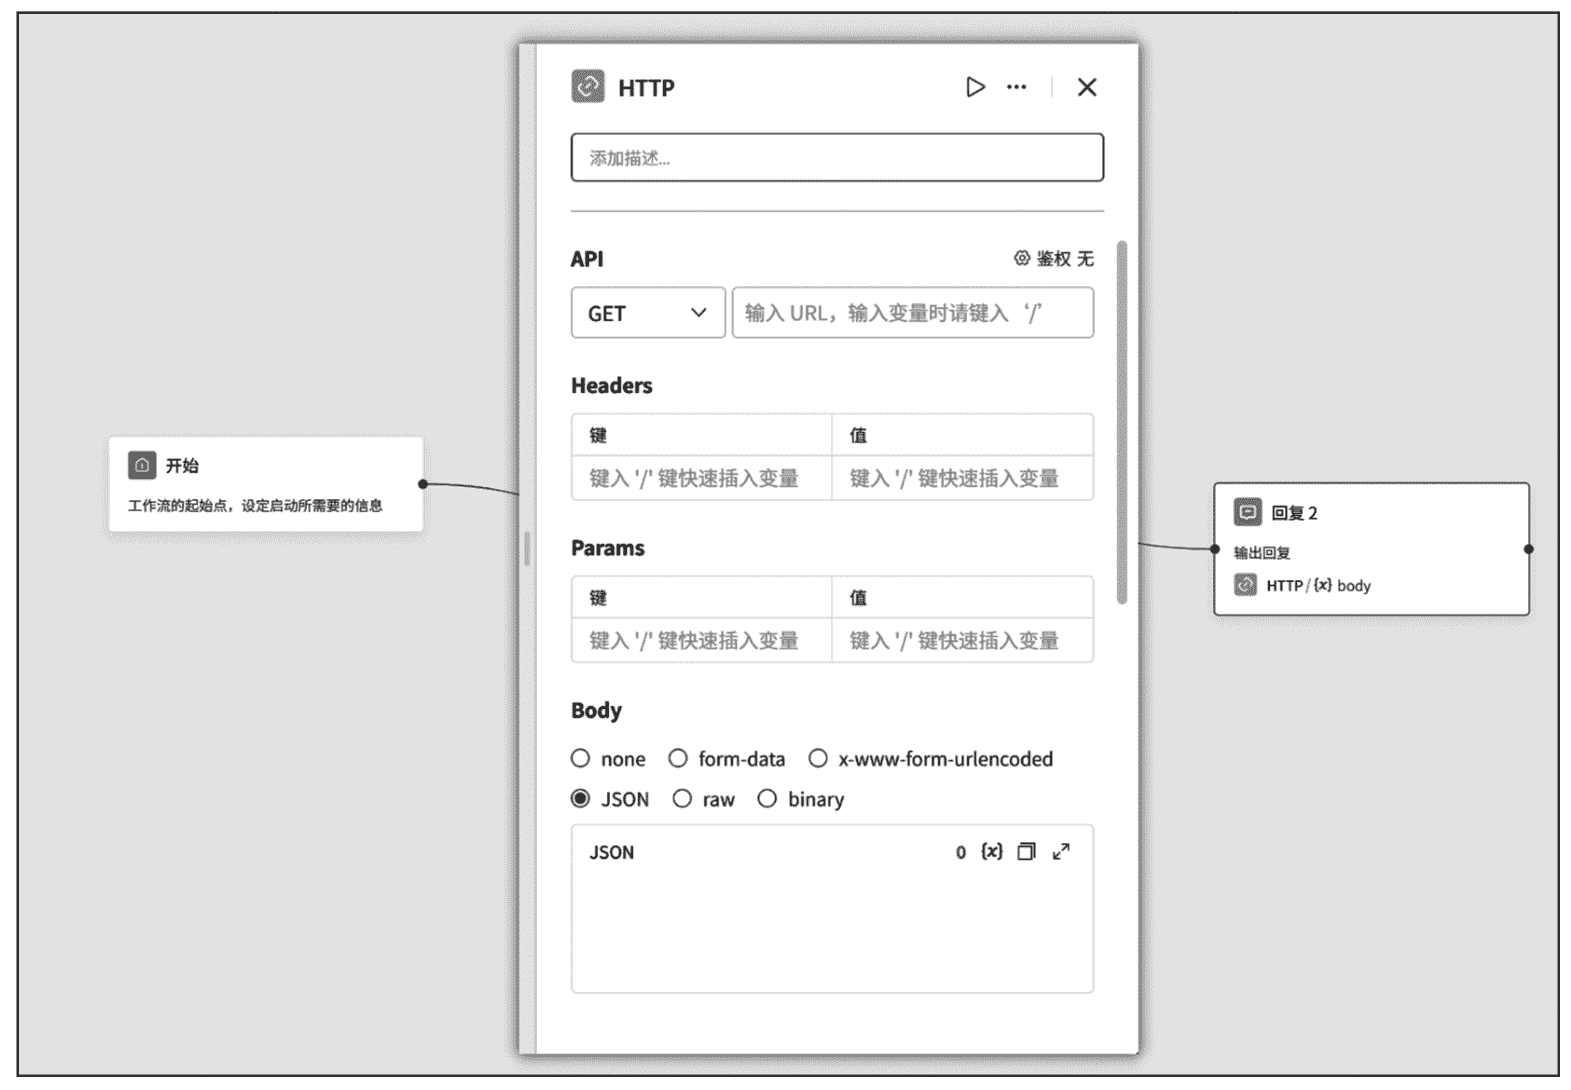 HTTP
添加描述...
API
鉴权 无
GET
输入 URL，输入变量时请键入 ‘/’
Headers
键 值
键入 '/' 键快速插入变量 键入 '/' 键快速插入变量
Params
键 值
键入 '/' 键快速插入变量 键入 '/' 键快速插入变量
Body
none form-data x-www-form-urlencoded
JSON raw binary
JSON 0 {x}
开始
工作流的起始点，设定启动所需要的信息
回复 2
输出回复
HTTP / {x} body